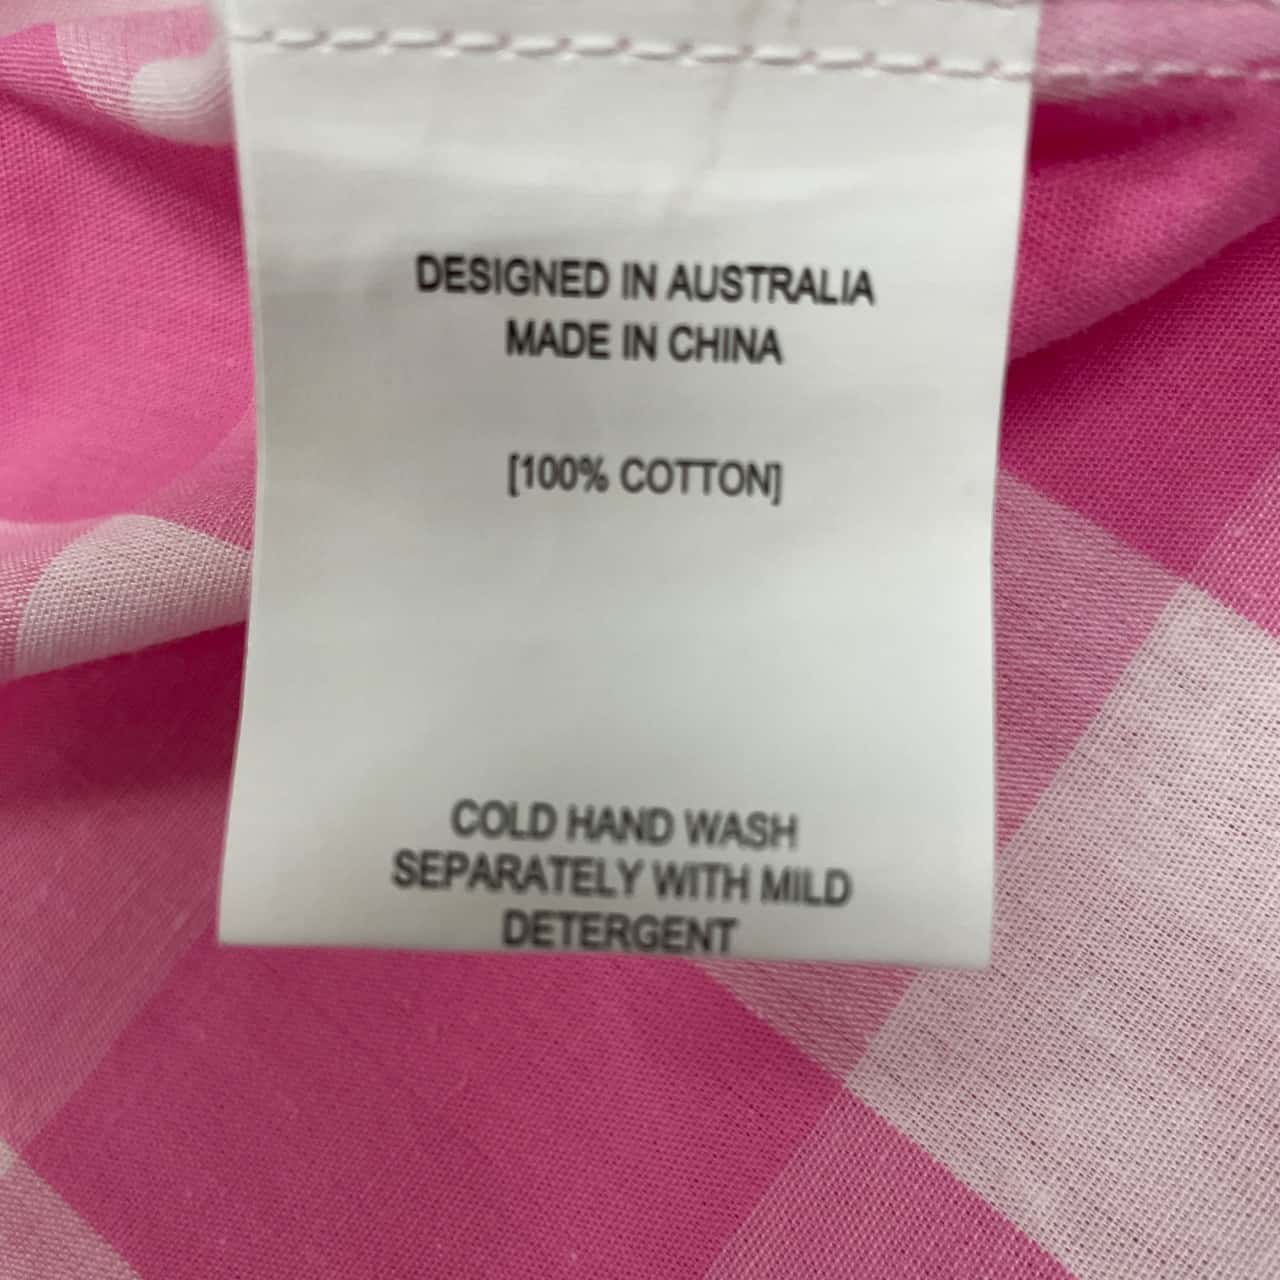 DESIGNED IN AUSTRALIA
MADE IN CHINA
[100% COTTON]
COLD HAND WASH
SEPARATELY WITH MILD
DETERGENT